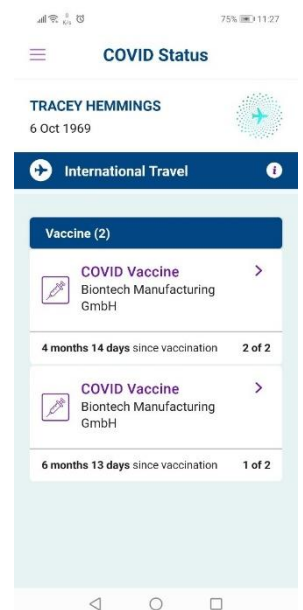 75% 11:27
COVID Status
TRACEY HEMMINGS
6 Oct 1969
International Travel
Vaccine (2)
COVID Vaccine
Biontech Manufacturing
GmbH
4 months 14 days since vaccination 2 of 2
COVID Vaccine
Biontech Manufacturing
GmbH
6 months 13 days since vaccination 1 of 2